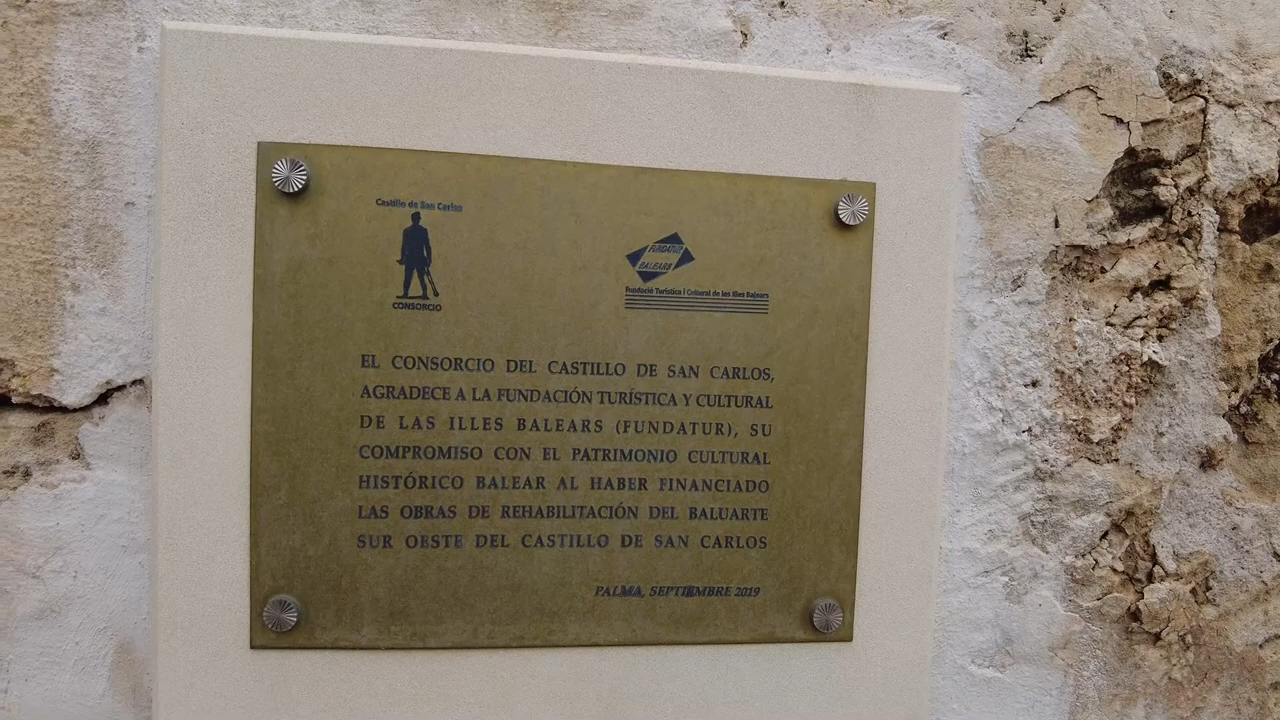 Castillo de San Carlos
CONSORCIO
FUNDATUR
BALEARS
Fundació Turística i Cultural de les Illes Balears
EL CONSORCIO DEL CASTILLO DE SAN CARLOS,
AGRADECE A LA FUNDACIÓN TURÍSTICA Y CULTURAL
DE LAS ILLES BALEARS (FUNDATUR), SU
COMPROMISO CON EL PATRIMONIO CULTURAL
HISTÓRICO BALEAR AL HABER FINANCIADO
LAS OBRAS DE REHABILITACIÓN DEL BALUARTE
SUR OESTE DEL CASTILLO DE SAN CARLOS
PALMA, SEPTIEMBRE 2019